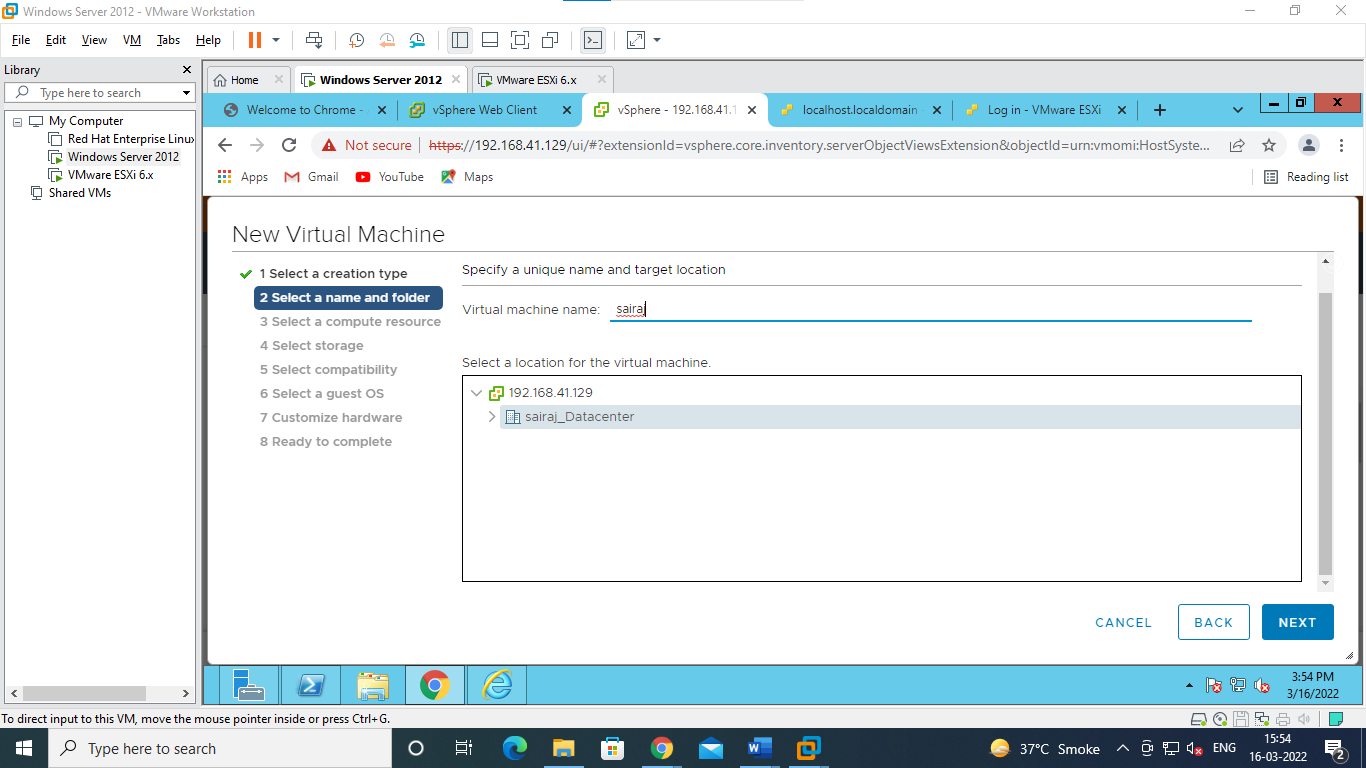 Windows Server 2012 - VMware Workstation
File Edit View VM Tabs Help
Library
Type here to search
My Computer
Red Hat Enterprise Linux
Windows Server 2012
VMware ESXi 6.x
Shared VMs
Home Windows Server 2012 VMware ESXi 6.x
Welcome to Chrome - vSphere Web Client vSphere - 192.168.41.1 localhost.localdomain Log in - VMware ESXi
Not secure https://192.168.41.129/ui/#?extensionId=vsphere.core.inventory.serverObjectViewsExtension&objectId=urn:vmomi:HostSyste...
Apps Gmail YouTube Maps Reading list
New Virtual Machine
1 Select a creation type
2 Select a name and folder
3 Select a compute resource
4 Select storage
5 Select compatibility
6 Select a guest OS
7 Customize hardware
8 Ready to complete
Specify a unique name and target location
Virtual machine name: sairaj
Select a location for the virtual machine.
192.168.41.129
sairaj_Datacenter
CANCEL BACK NEXT
3:54 PM
3/16/2022
To direct input to this VM, move the mouse pointer inside or press Ctrl+G.
Type here to search
37°C Smoke
ENG
15:54
16-03-2022
2